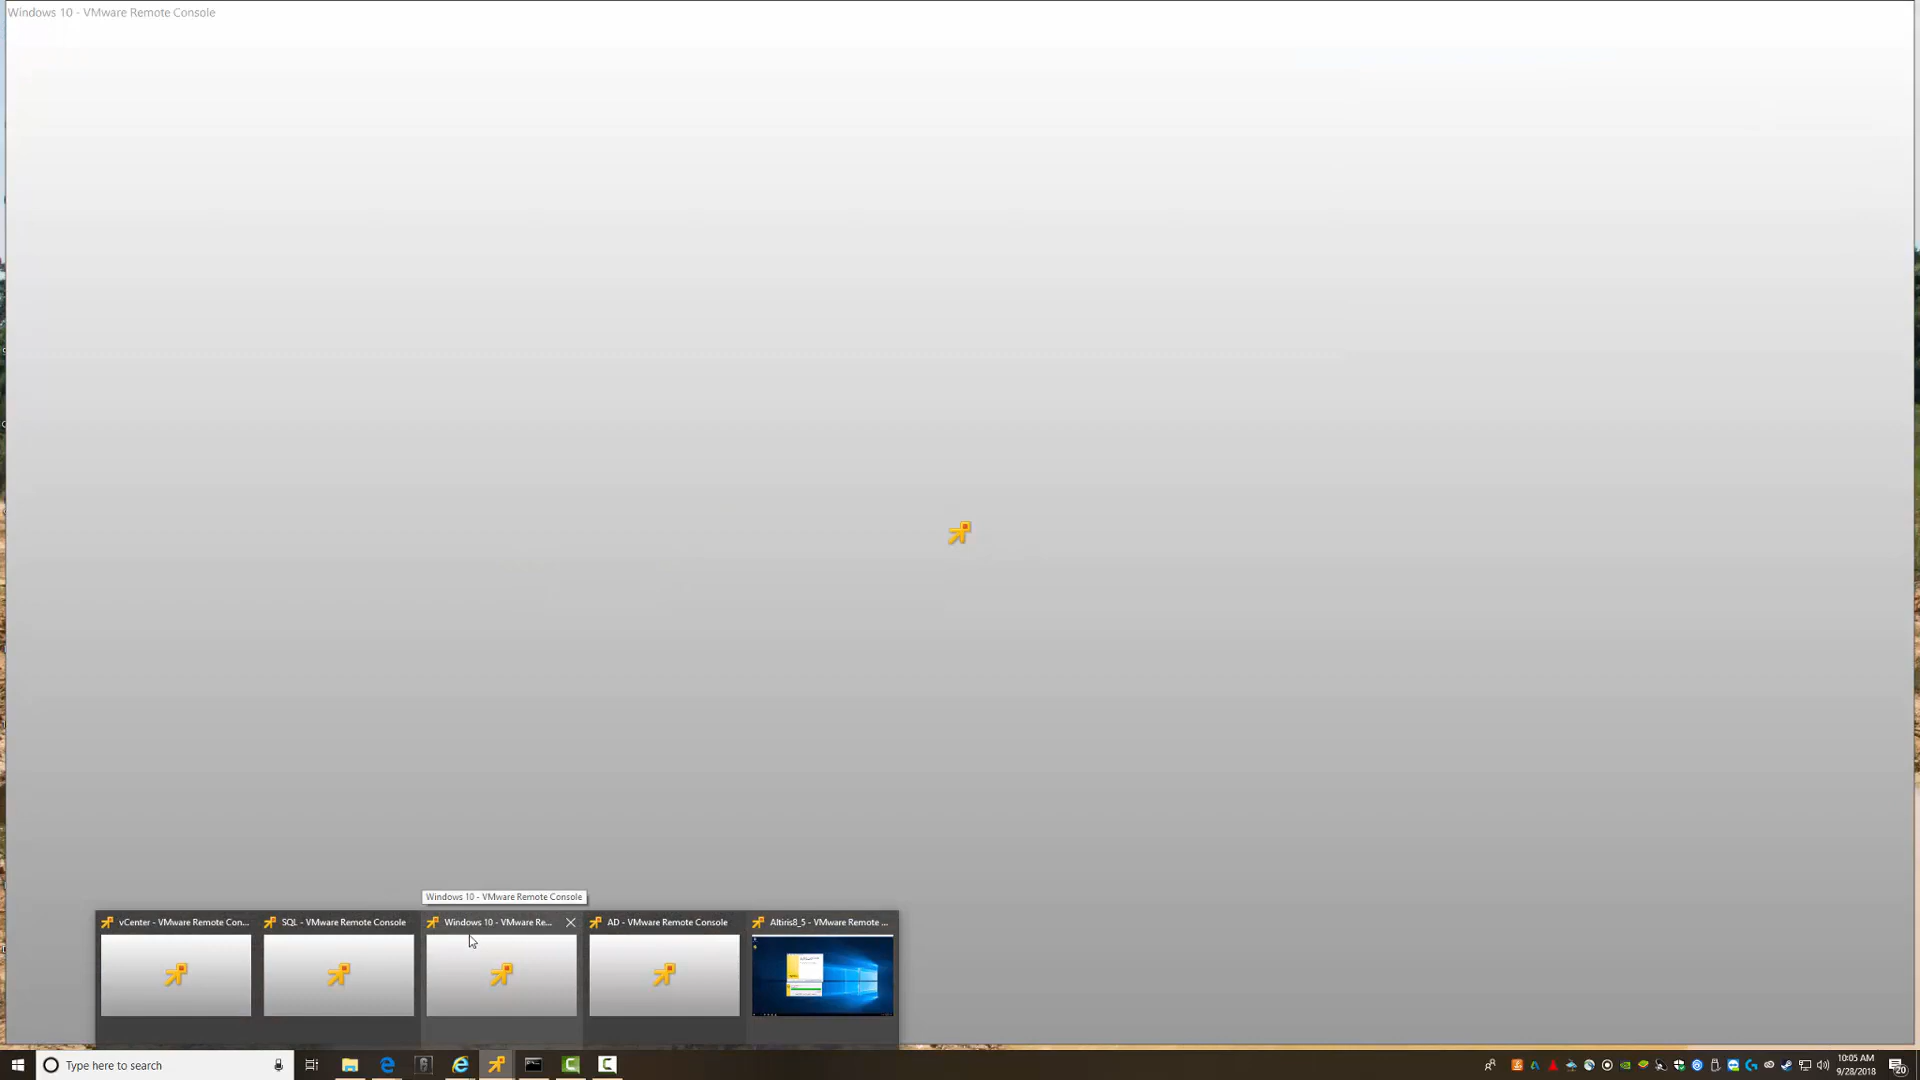 Windows 10 - VMware Remote Console
Windows 10 - VMware Remote Console
vCenter - VMware Remote Con...
SQL - VMware Remote Console
Windows 10 - VMware Re...
AD - VMware Remote Console
Altiris8_5 - VMware Remote ...
Type here to search
10:05 AM
9/28/2018
20